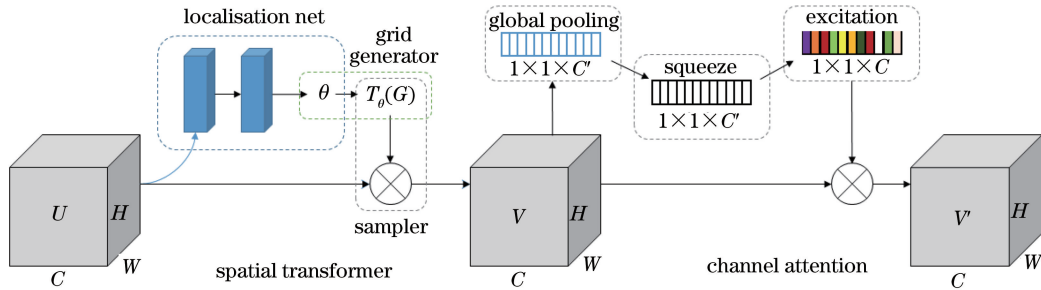 localisation net
grid
generator
θ
T_θ(G)
U
H
W
C
sampler
spatial transformer
global pooling
1×1×C'
squeeze
1×1×C'
excitation
1×1×C
V
H
W
C
channel attention
V'
H
W
C